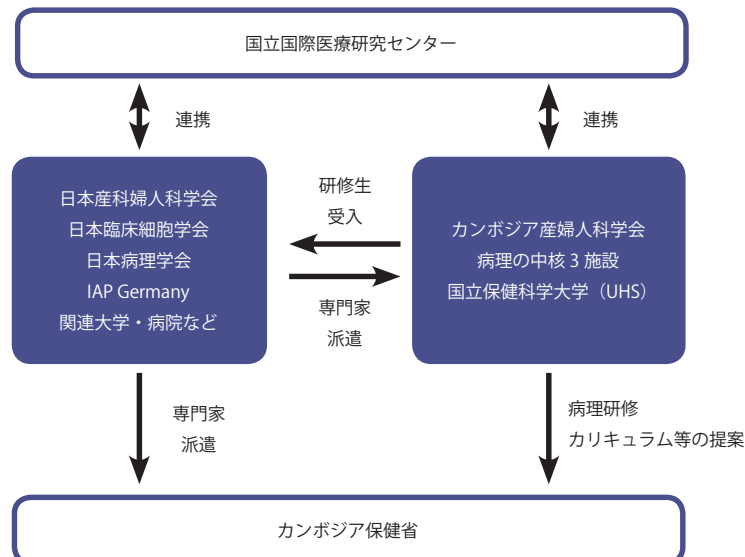 国立国際医療研究センター
連携
連携
日本産科婦人科学会
日本臨床細胞学会
日本病理学会
IAP Germany
関連大学・病院など
研修生
受入
専門家
派遣
カンボジア産婦人科学会
病理の中核 3 施設
国立保健科学大学（UHS）
専門家
派遣
病理研修
カリキュラム等の提案
カンボジア保健省